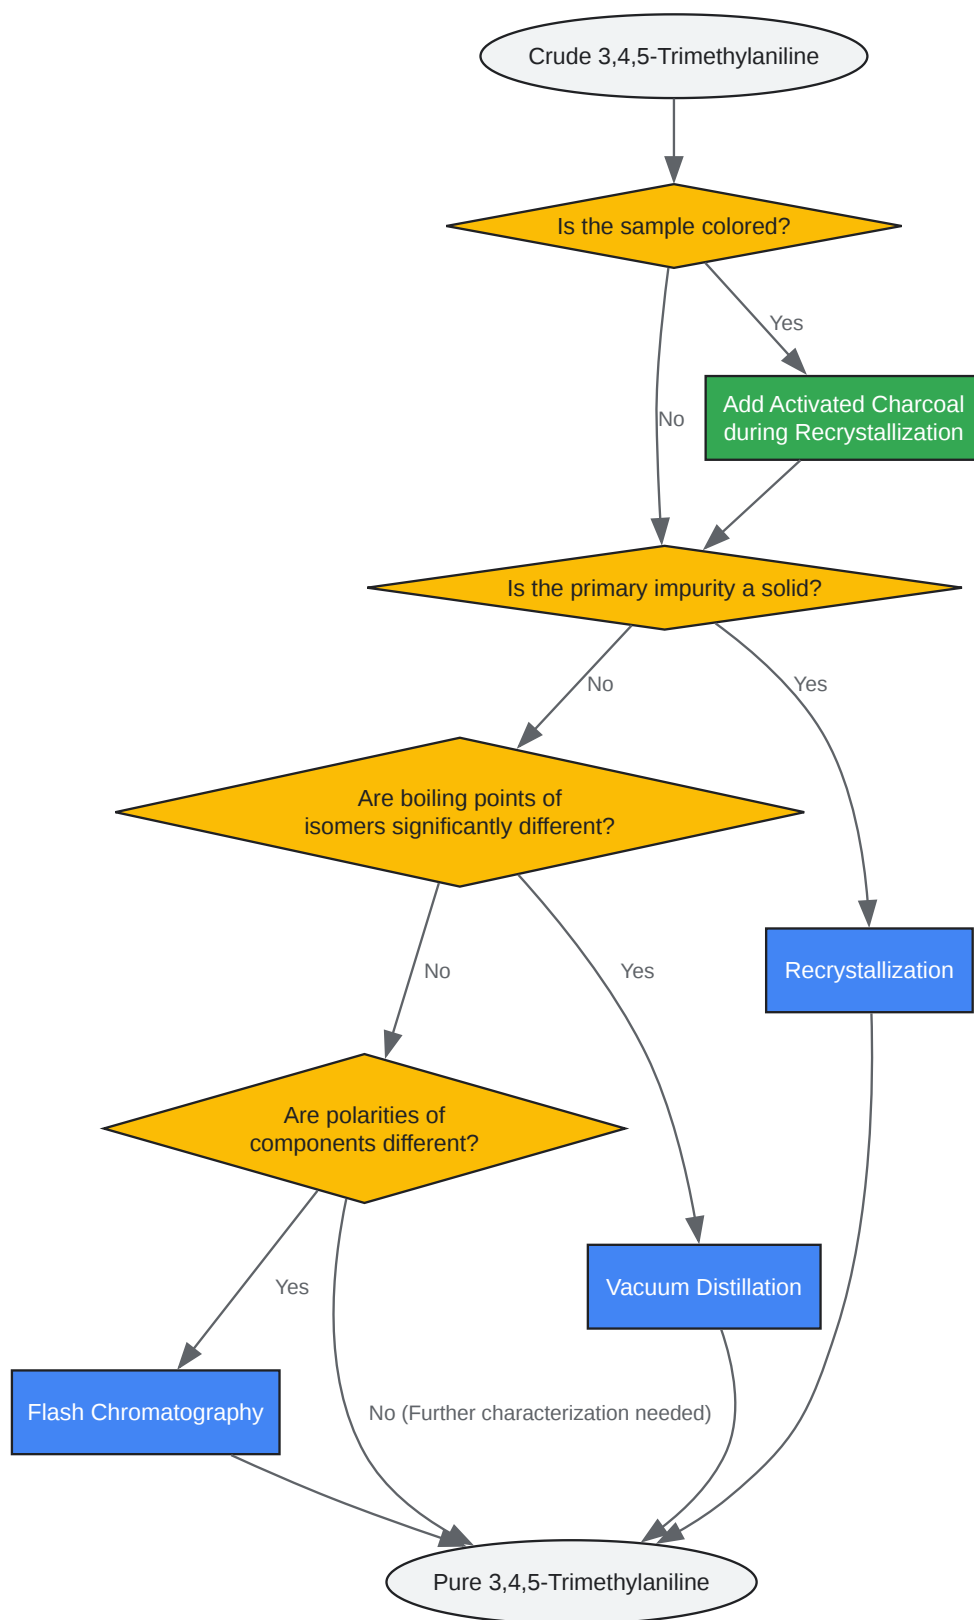 Crude 3,4,5-Trimethylaniline
Is the sample colored?
Yes
No
Add Activated Charcoal
during Recrystallization
Is the primary impurity a solid?
No
Yes
Are boiling points of
isomers significantly different?
No
Yes
Recrystallization
Are polarities of
components different?
Yes
Vacuum Distillation
No (Further characterization needed)
Flash Chromatography
Pure 3,4,5-Trimethylaniline